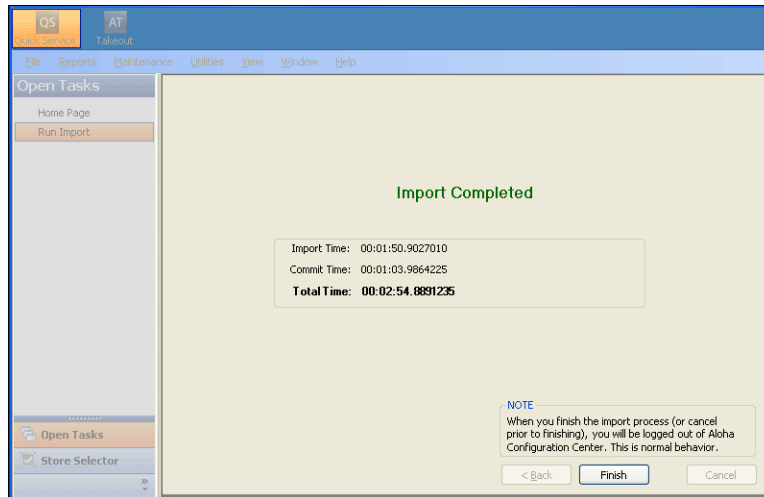 QS
AT
Quick Service
Takeout
File Reports Maintenance Utilities View Window Help
Open Tasks
Home Page
Run Import
Import Completed
Import Time: 00:01:50.9027010
Commit Time: 00:01:03.9864225
Total Time: 00:02:54.8891235
NOTE
When you finish the import process (or cancel
prior to finishing), you will be logged out of Aloha
Configuration Center. This is normal behavior.
Open Tasks
Store Selector
< Back Finish Cancel